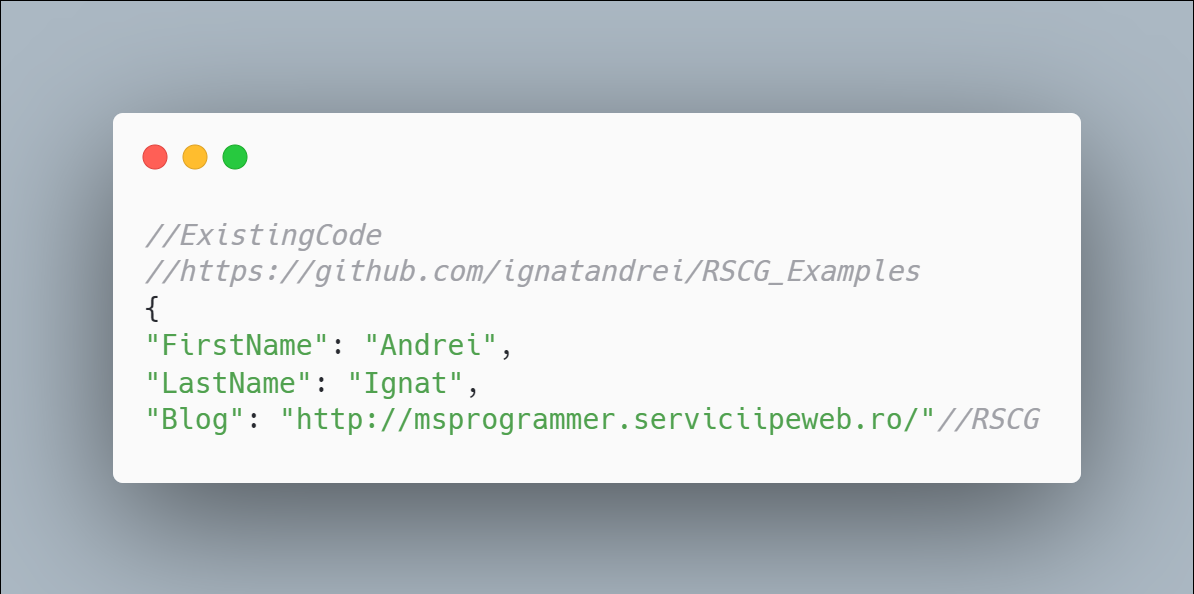 //ExistingCode
//https://github.com/ignatandrei/RSCG_Examples
{
"FirstName": "Andrei",
"LastName": "Ignat",
"Blog": "http://msprogrammer.serviciipeweb.ro/"//RSCG